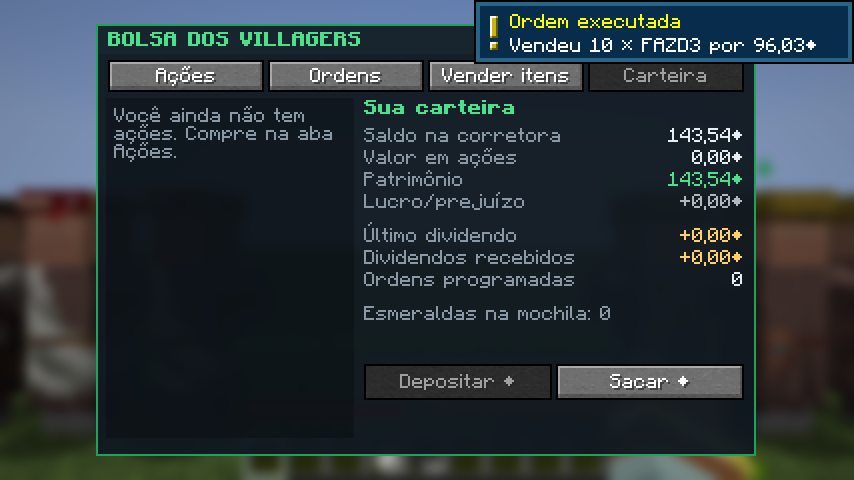 BOLSA DOS VILLAGERS
Ordem executada
Vendeu 10 × FAZD3 por 96,03♦
Ações
Ordens
Vender itens
Carteira
Você ainda não tem
ações. Compre na aba
Ações.
Sua carteira
Saldo na corretora 143,54♦
Valor em ações 0,00♦
Patrimônio 143,54♦
Lucro/prejuízo +0,00♦
Último dividendo +0,00♦
Dividendos recebidos +0,00♦
Ordens programadas 0
Esmeraldas na mochila: 0
Depositar ♦
Sacar ♦